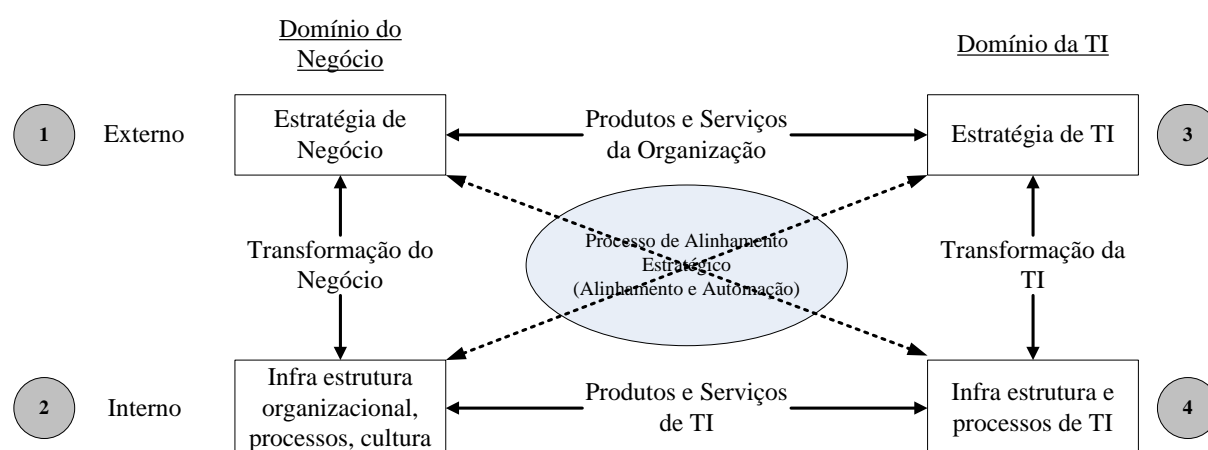 Domínio do
Negócio
Domínio da TI
1
Externo
Estratégia de
Negócio
Produtos e Serviços
da Organização
Estratégia de TI
3
Transformação do
Negócio
Processo de Alinhamento
Estratégico
(Alinhamento e Automação)
Transformação da
TI
2
Interno
Infra estrutura
organizacional,
processos, cultura
Produtos e Serviços
de TI
Infra estrutura e
processos de TI
4